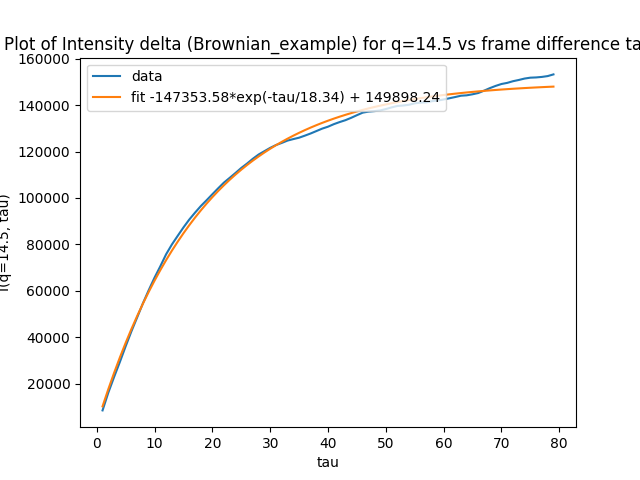 Plot of Intensity delta (Brownian_example) for q=14.5 vs frame difference ta
data
fit -147353.58*exp(-tau/18.34) + 149898.24
160000
140000
120000
100000
80000
60000
40000
20000
I(q=14.5, tau)
0 10 20 30 40 50 60 70 80
tau